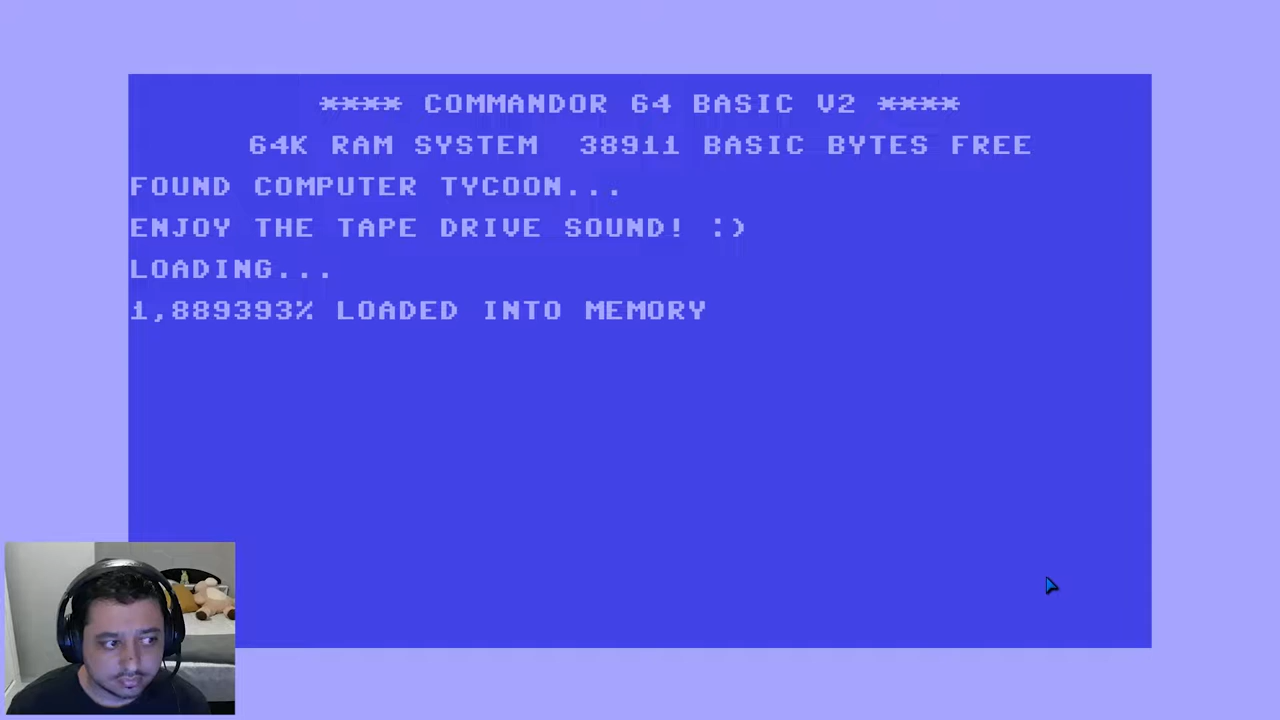 **** COMMANDOR 64 BASIC V2 ****
64K RAM SYSTEM 38911 BASIC BYTES FREE
FOUND COMPUTER TYCOON...
ENJOY THE TAPE DRIVE SOUND! :)
LOADING...
1,889393% LOADED INTO MEMORY